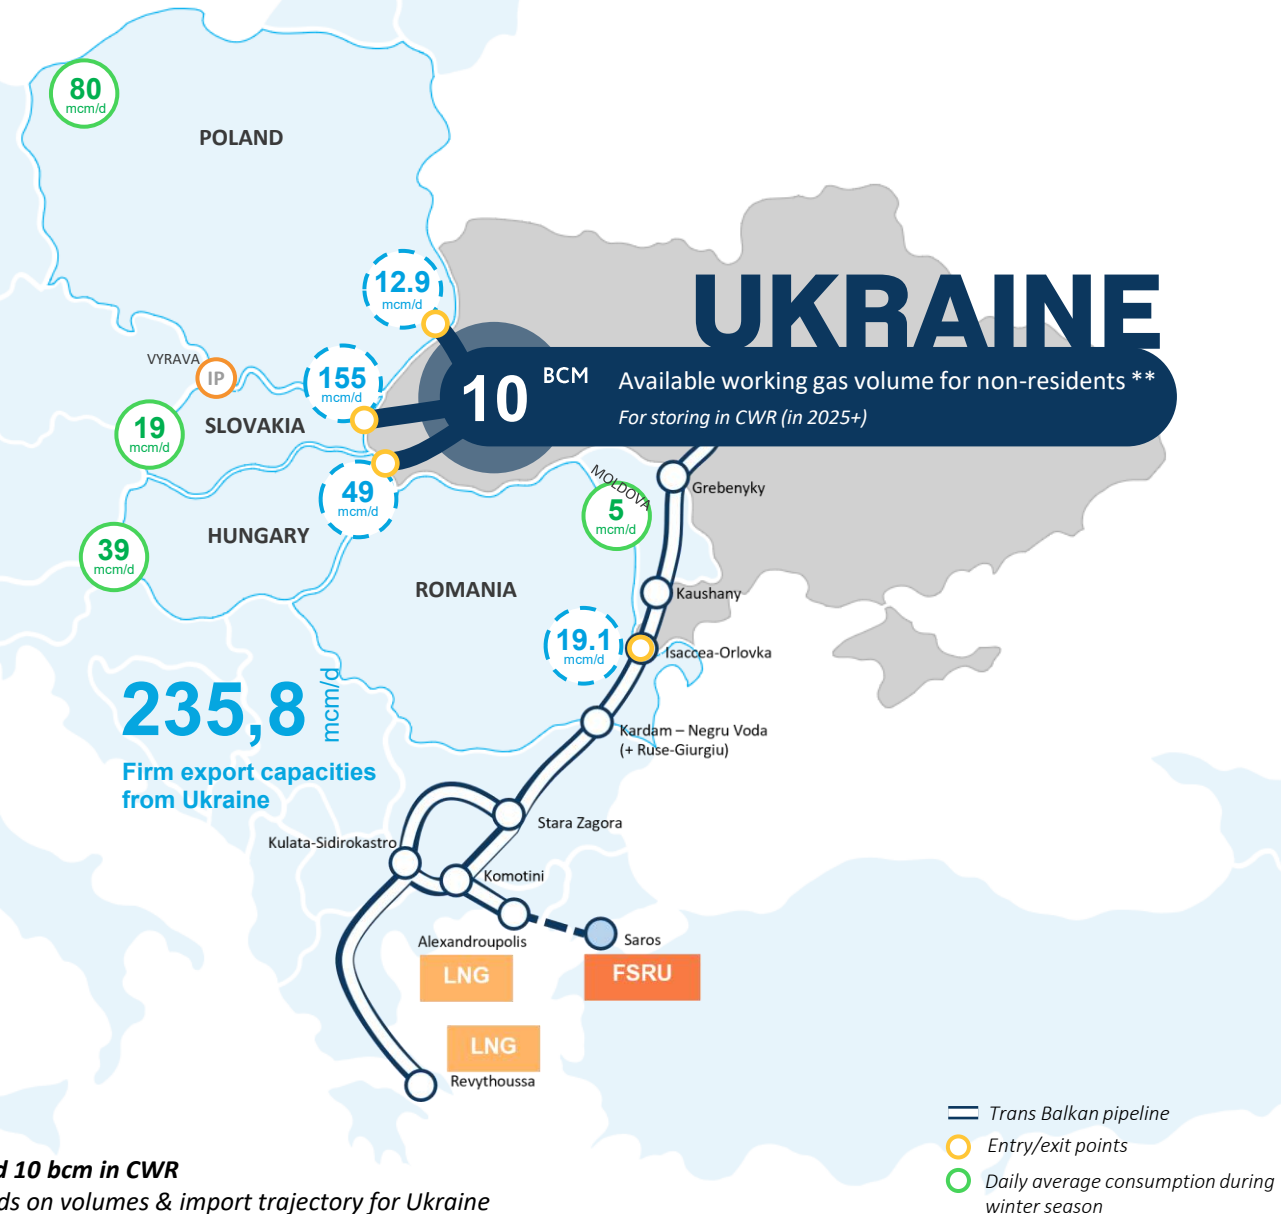 80
mcm/d
POLAND
12.9
mcm/d
UKRAINE
VYRAVA
IP
155
mcm/d
10 BCM
Available working gas volume for non-residents **
For storing in CWR (in 2025+)
19
mcm/d
SLOVAKIA
49
mcm/d
MOLDOVA
5
mcm/d
Grebenyky
HUNGARY
39
mcm/d
ROMANIA
Kaushany
19.1
mcm/d
Isaccea-Orlovka
235,8 mcm/d
Firm export capacities
from Ukraine
Kardam – Negru Voda
(+ Ruse-Giurgiu)
Stara Zagora
Kulata-Sidirokastro
Komotini
Alexandroupolis
LNG
Saros
FSRU
LNG
Revythoussa
Trans Balkan pipeline
Entry/exit points
Daily average consumption during
winter season
10 bcm in CWR
on volumes & import trajectory for Ukraine